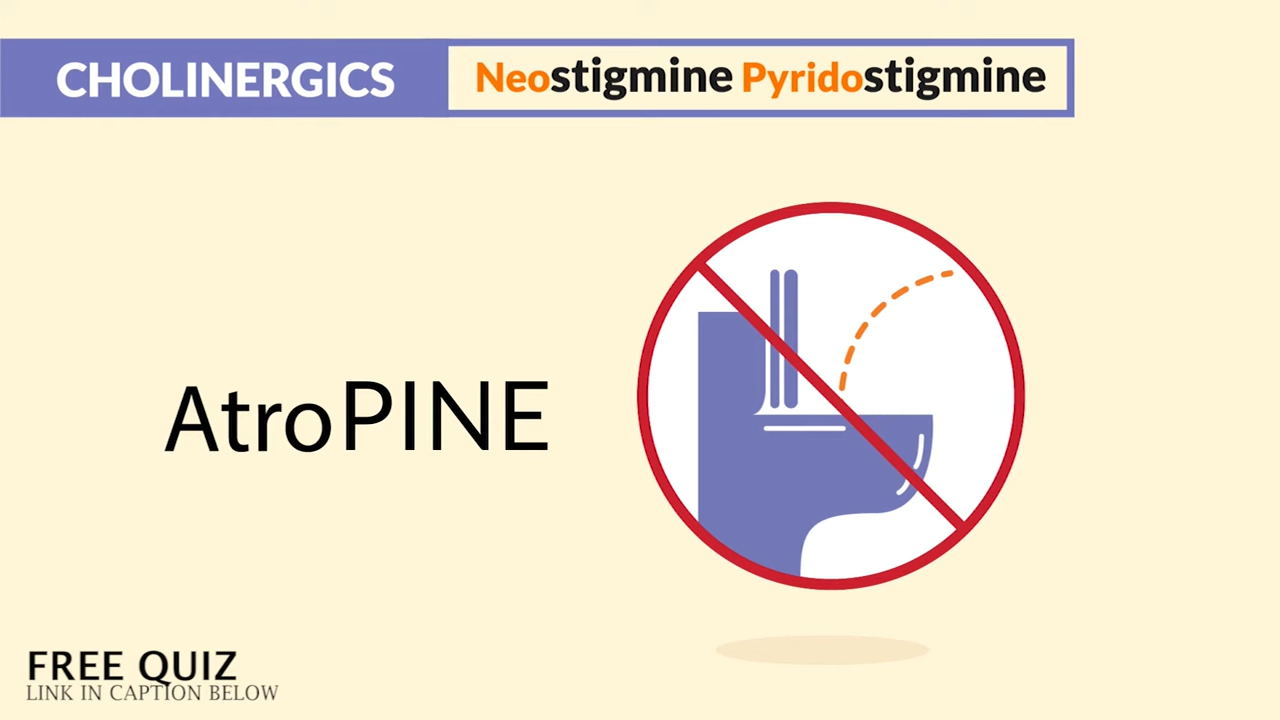 CHOLINERGICS Neostigmine Pyridostigmine
AtroPINE
FREE QUIZ
LINK IN CAPTION BELOW